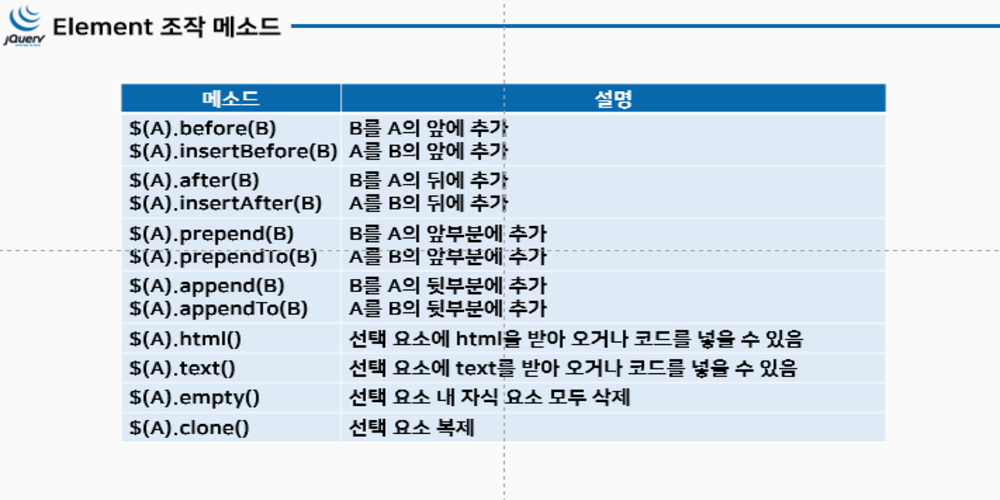 jQuery
Element 조작 메소드
메소드 설명
$(A).before(B) B를 A의 앞에 추가
$(A).insertBefore(B) A를 B의 앞에 추가
$(A).after(B) B를 A의 뒤에 추가
$(A).insertAfter(B) A를 B의 뒤에 추가
$(A).prepend(B) B를 A의 앞부분에 추가
$(A).prependTo(B) A를 B의 앞부분에 추가
$(A).append(B) B를 A의 뒷부분에 추가
$(A).appendTo(B) A를 B의 뒷부분에 추가
$(A).html() 선택 요소에 html을 받아 오거나 코드를 넣을 수 있음
$(A).text() 선택 요소에 text를 받아 오거나 코드를 넣을 수 있음
$(A).empty() 선택 요소 내 자식 요소 모두 삭제
$(A).clone() 선택 요소 복제